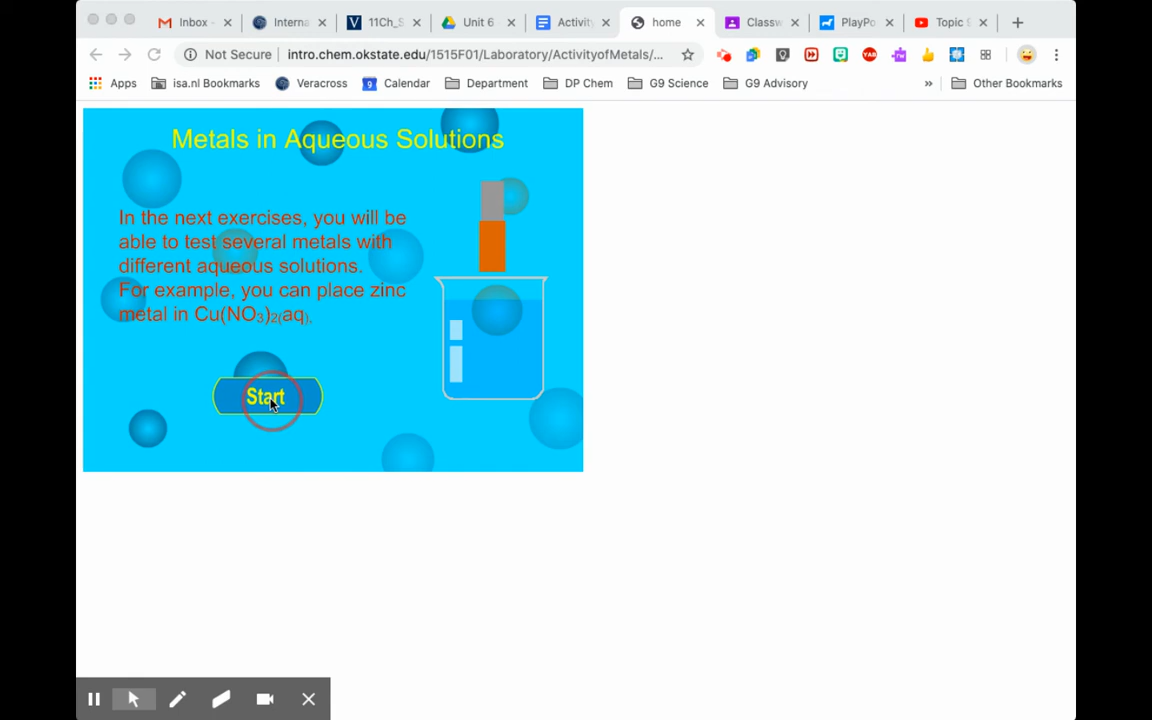 Inbox -
Interna
11Ch_S
Unit 6
Activity
home
Classw
PlayPo
Topic 8
Not Secure
intro.chem.okstate.edu/1515F01/Laboratory/ActivityofMetals/...
Apps
isa.nl Bookmarks
Veracross
9
Calendar
Department
DP Chem
G9 Science
G9 Advisory
»
Other Bookmarks
Metals in Aqueous Solutions
In the next exercises, you will be
able to test several metals with
different aqueous solutions.
For example, you can place zinc
metal in Cu(NO3)2(aq).
Start